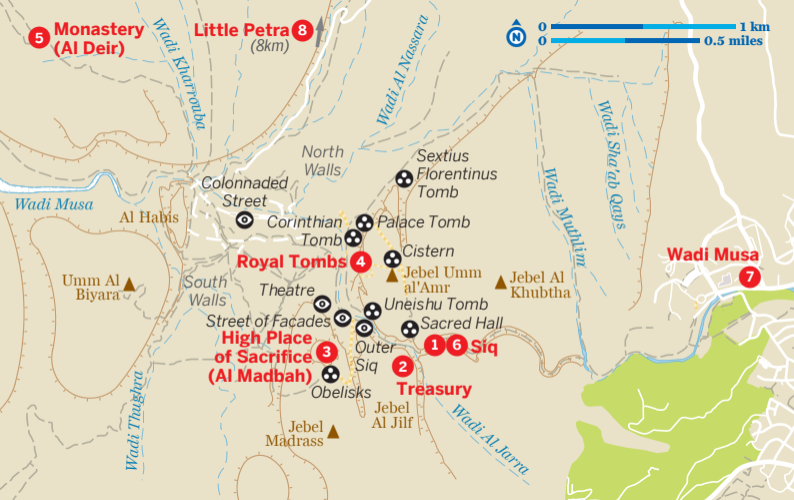 5 Monastery
(Al Deir)
Wadi Kharrouba
Little Petra 8
(8km)
Wadi Al Nassara
N
0 1 km
0 0.5 miles
North
Walls
Sextius
Florentinus
Tomb
Wadi Sha'ab Qays
Wadi Muthlim
Colonnaded
Street
Wadi Musa
Al Habis
Corinthian
Tomb
Palace Tomb
Cistern
Royal Tombs 4
Jebel Umm
al'Amr
Jebel Al
Khubtha
Wadi Musa
7
Umm Al
Biyara
South
Walls
Theatre
Uneishu Tomb
Street of Facades
Sacred Hall
High Place
of Sacrifice
(Al Madbah)
3
Outer
Siq
1 6 Siq
2
Treasury
Obelisks
Jebel
Al Jilf
Jebel
Madrass
Wadi Thughra
Wadi Al Jarra